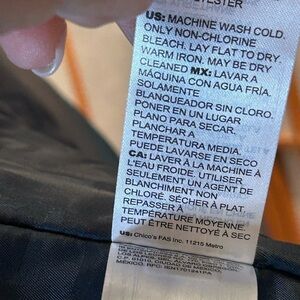 US: MACHINE WASH COLD.
ONLY NON-CHLORINE
BLEACH. LAY FLAT TO DRY.
WARM IRON. MAY BE DRY
CLEANED MX: LAVAR A
MÁQUINA CON AGUA FRÍA.
SOLAMENTE
BLANQUEADOR SIN CLORO.
PONER EN UN LUGAR
PLANO PARA SECAR.
PLANCHAR A
TEMPERATURA MEDIA.
PUEDE LAVARSE EN SECO
CA: LAVER À LA MACHINE À
L'EAU FROIDE. UTILISER
SEULEMENT UN AGENT DE
BLANCHIMENT NON
CHLORÉ. SÉCHER À PLAT.
REPASSER À
TEMPÉRATURE MOYENNE
PEUT ÊTRE NETTOYÉ À SEC
US: Chico's FAS Inc. 11215 Metro